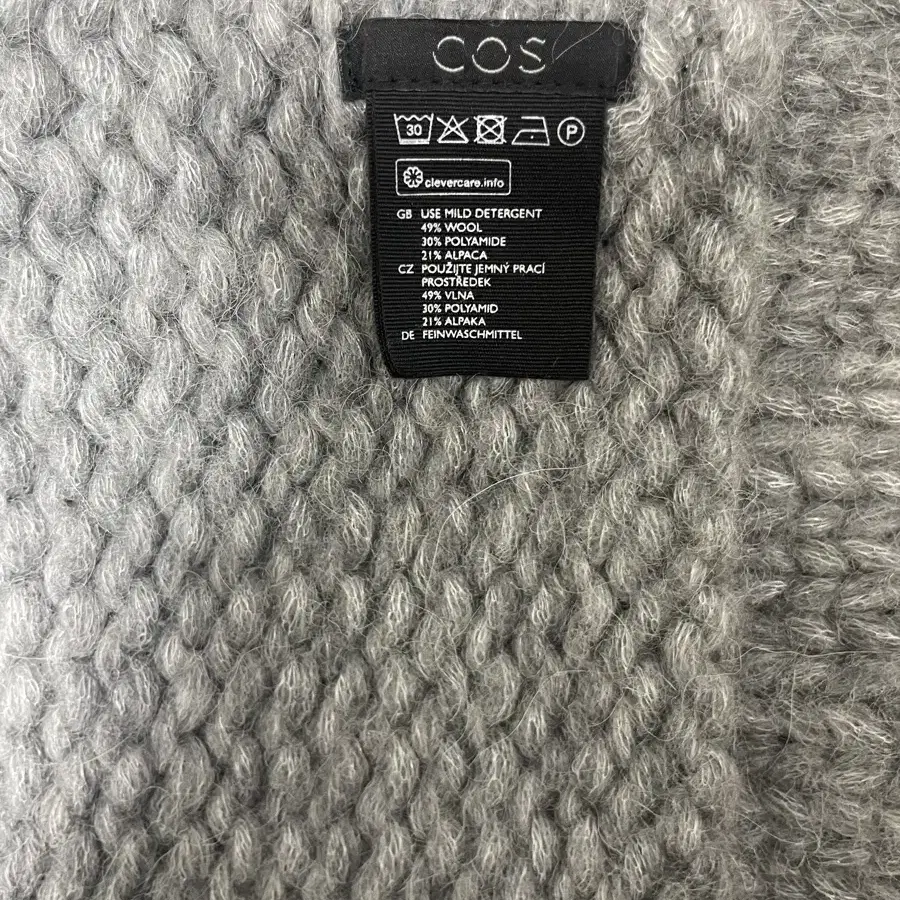 COS
30 P
clevercare.info
GB USE MILD DETERGENT
49% WOOL
30% POLYAMIDE
21% ALPACA
CZ POUŽIJTE JEMNÝ PRACÍ
PROSTŘEDEK
49% VLNA
30% POLYAMID
21% ALPAKA
DE FEINWASCHMITTEL